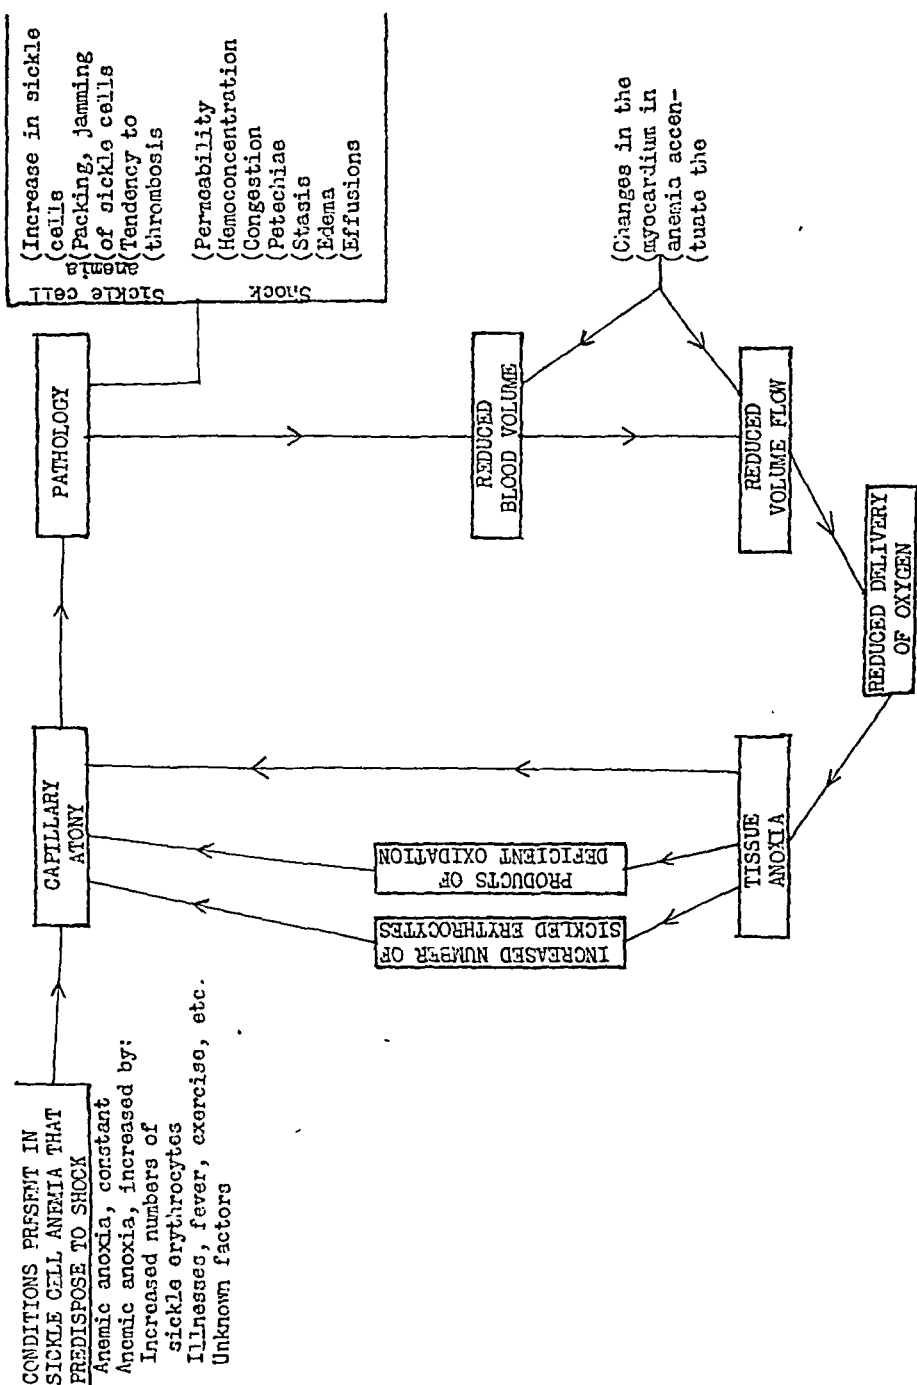 CONDITIONS PRESENT IN
SICKLE CELL ANEMIA THAT
PREDISPOSE TO SHOCK
Anemic anoxia, constant
Anemic anoxia, increased by:
Increased numbers of
sickle erythrocytes
Illnesses, fever, exercise, etc.
Unknown factors
CAPILLARY
ATONY
PATHOLOGY
Sickle cell
anemia
(Increase in sickle
(cells
(Packing, jamming
(of sickle cells
(Tendency to
(thrombosis
Shock
(Permeability
(Hemoconcentration
(Congestion
(Petechiae
(Stasis
(Edema
(Effusions
INCREASED NUMBER OF
SICKLED ERYTHROCYTES
PRODUCTS OF
DEFICIENT OXIDATION
REDUCED
BLOOD VOLUME
(Changes in the
(myocardium in
(anemia accen-
(tuate the
TISSUE
ANOXIA
REDUCED
VOLUME FLOW
REDUCED DELIVERY
OF OXYGEN